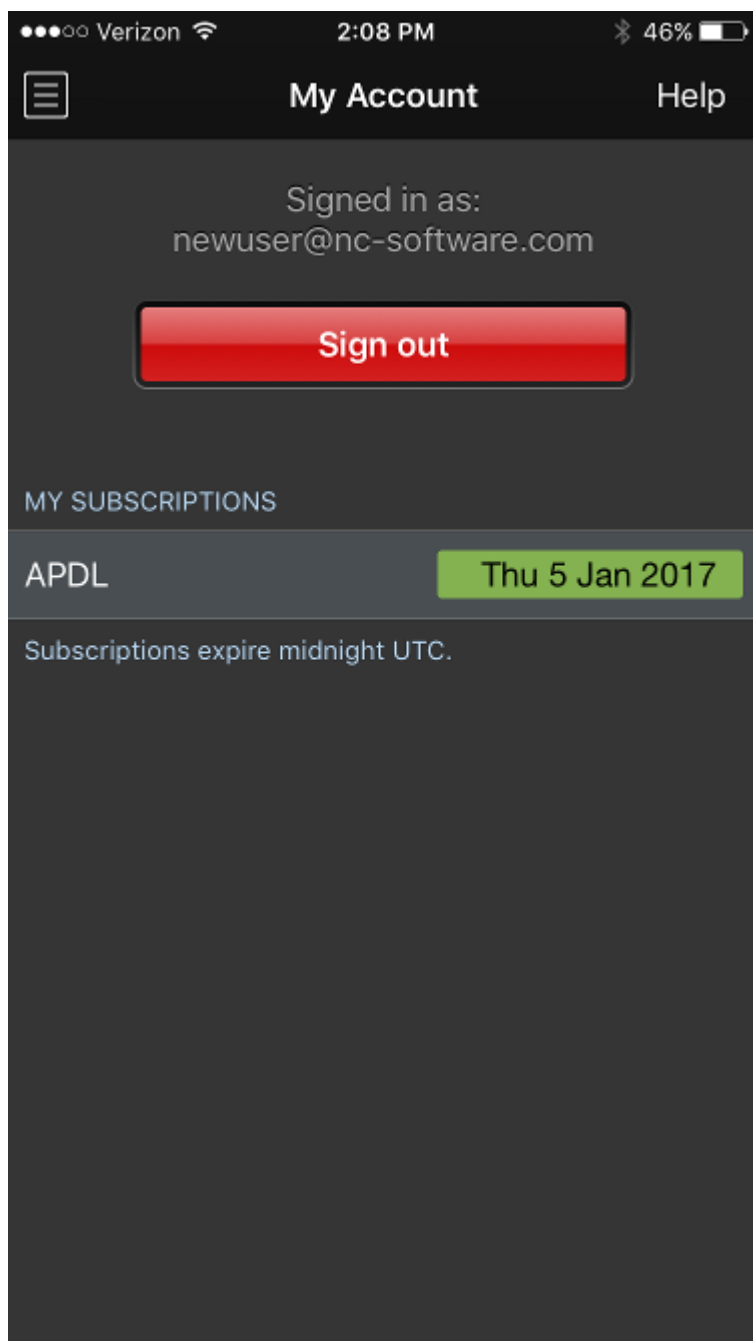 Verizon 2:08 PM 46%
My Account Help
Signed in as:
newuser@nc-software.com
Sign out
MY SUBSCRIPTIONS
APDL Thu 5 Jan 2017
Subscriptions expire midnight UTC.